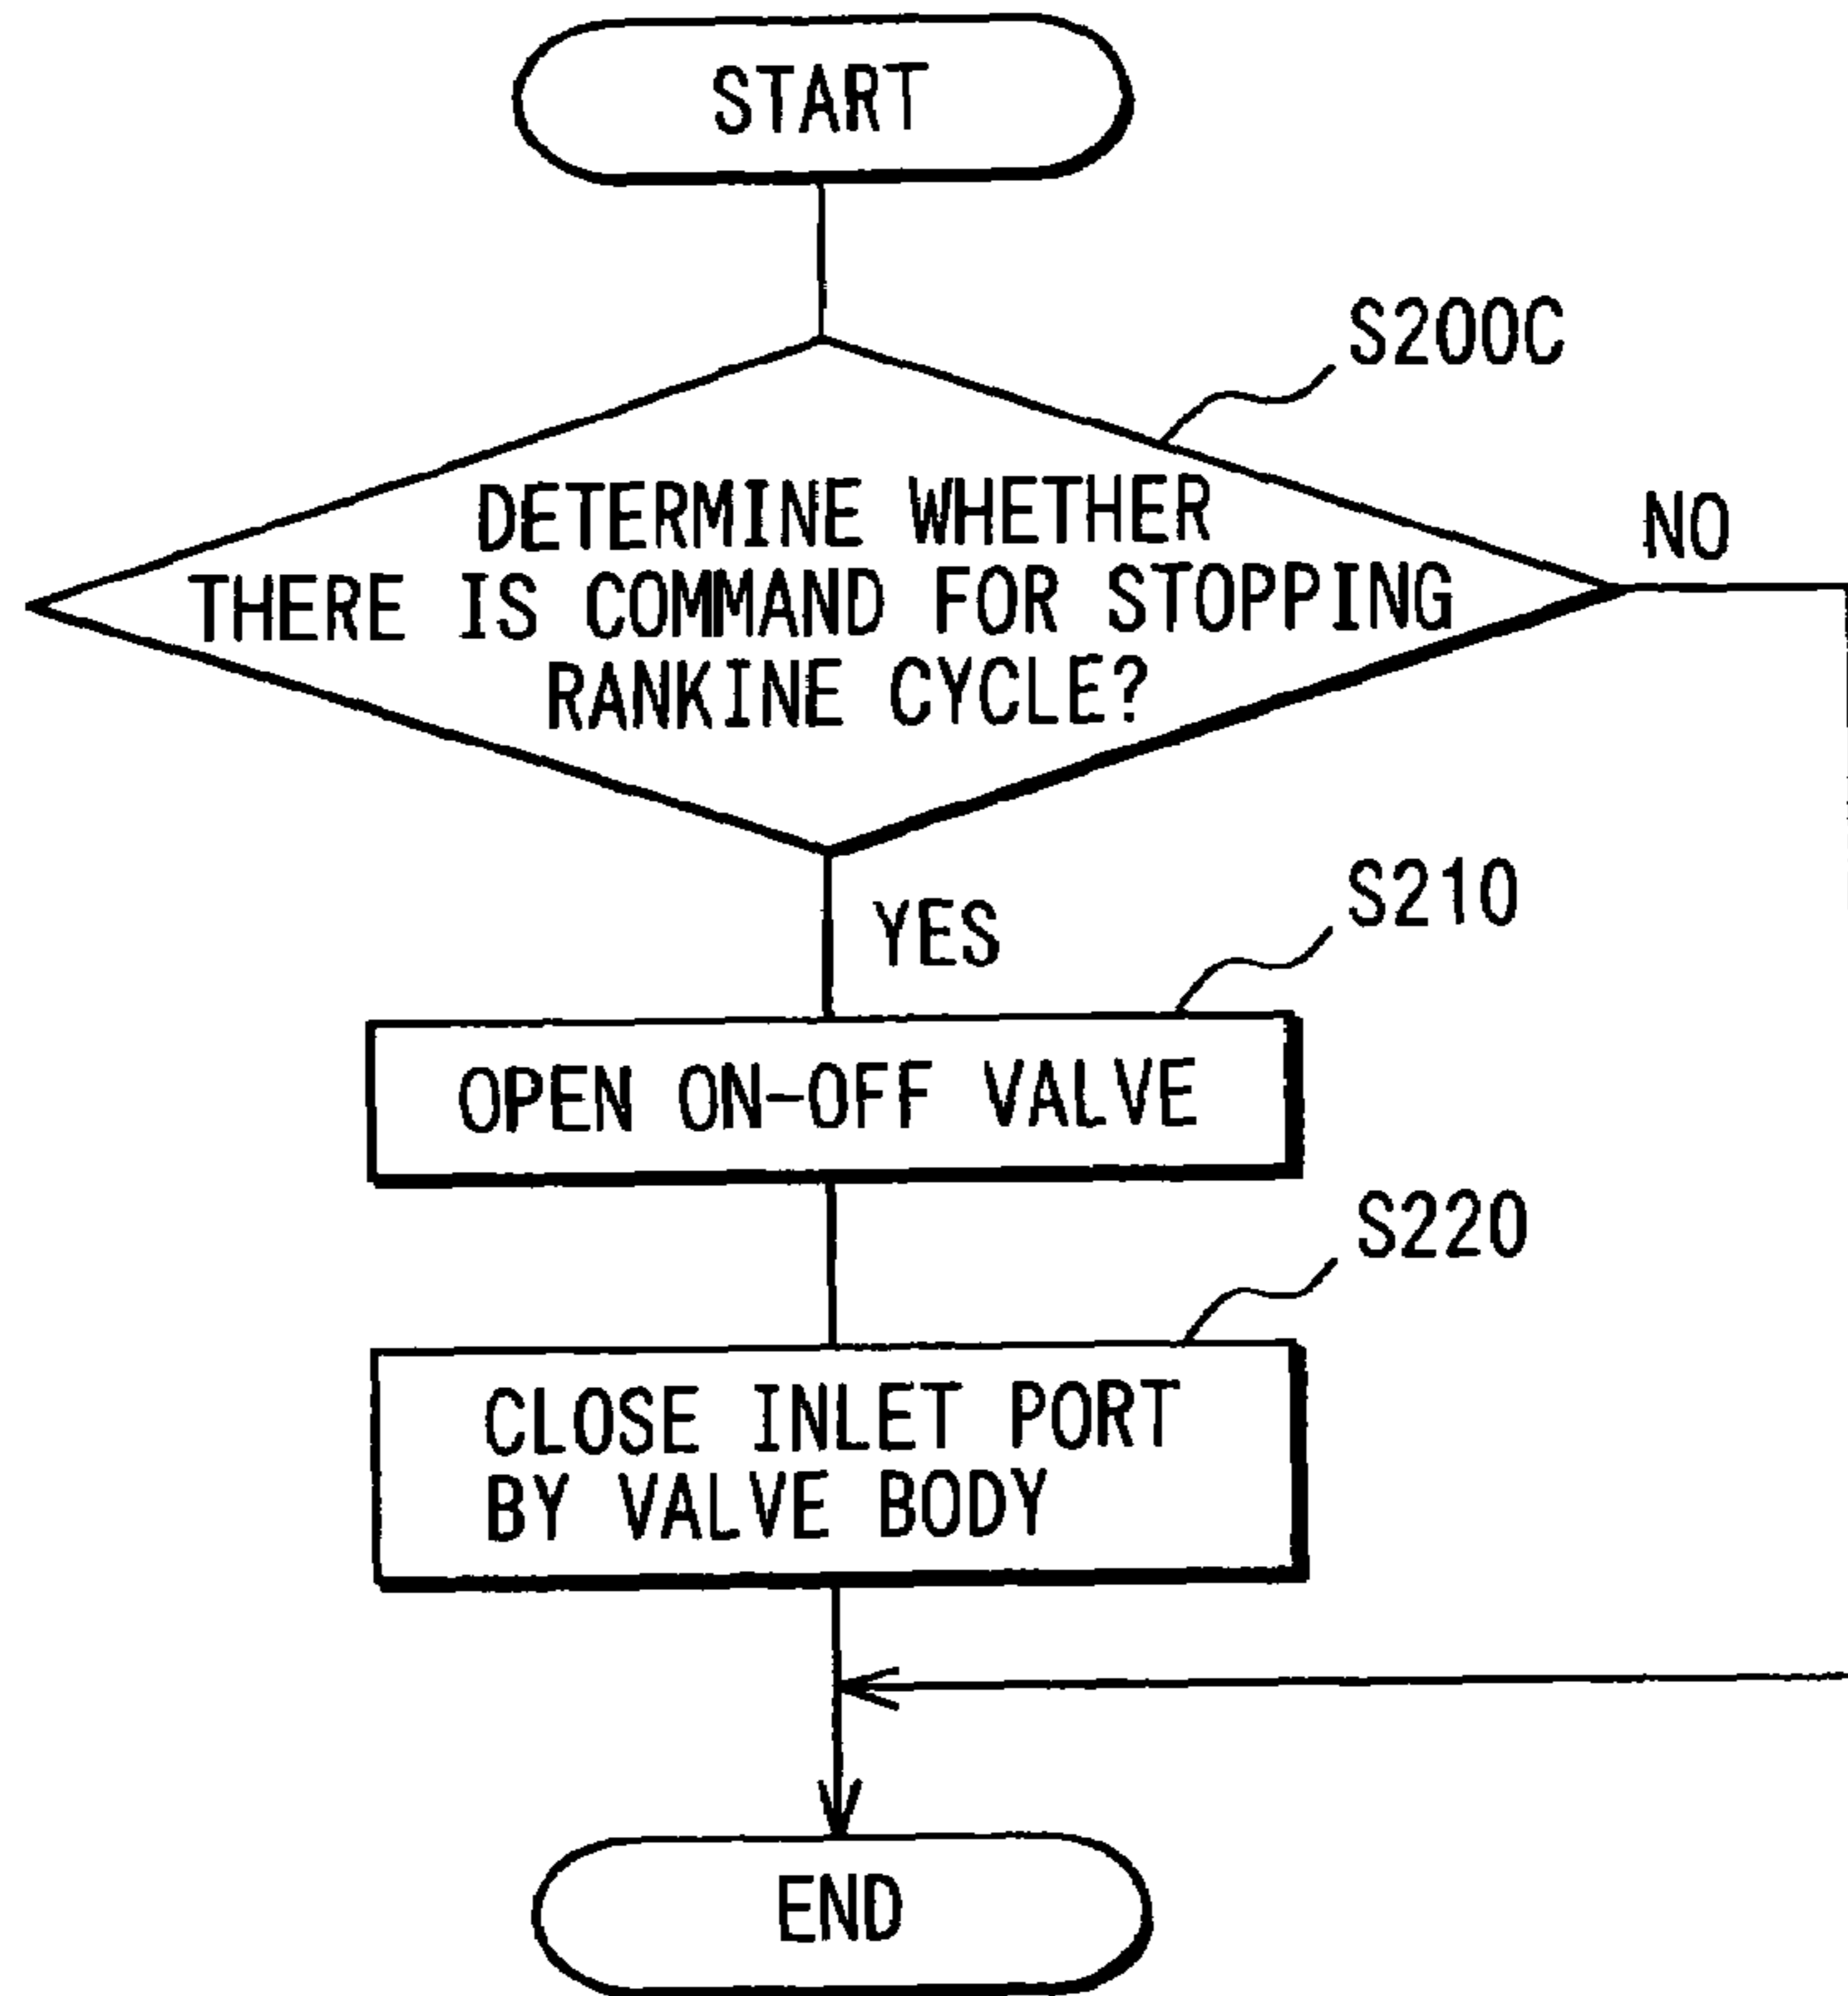 START
S200C
DETERMINE WHETHER
THERE IS COMMAND FOR STOPPING
RANKINE CYCLE?
NO
YES
S210
OPEN ON-OFF VALVE
S220
CLOSE INLET PORT
BY VALVE BODY
END